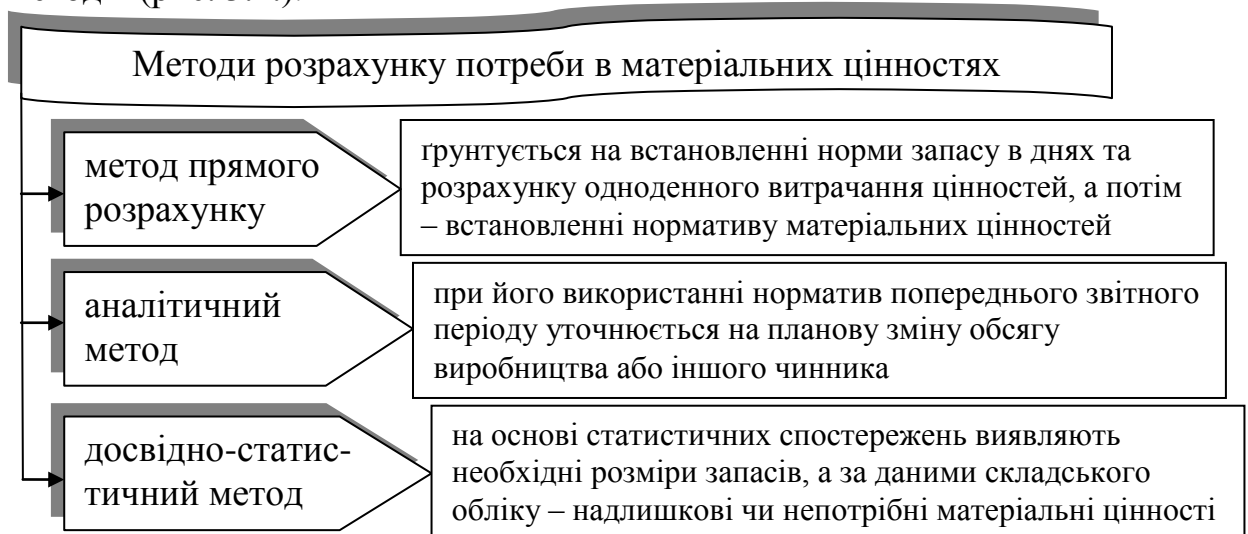 Методи розрахунку потреби в матеріальних цінностях
метод прямого
розрахунку
ґрунтується на встановленні норми запасу в днях та
розрахунку одноденного витрачання цінностей, а потім
– встановленні нормативу матеріальних цінностей
аналітичний
метод
при його використанні норматив попереднього звітного
періоду уточнюється на планову зміну обсягу
виробництва або іншого чинника
досвідно-статис-
тичний метод
на основі статистичних спостережень виявляють
необхідні розміри запасів, а за даними складського
обліку – надлишкові чи непотрібні матеріальні цінності